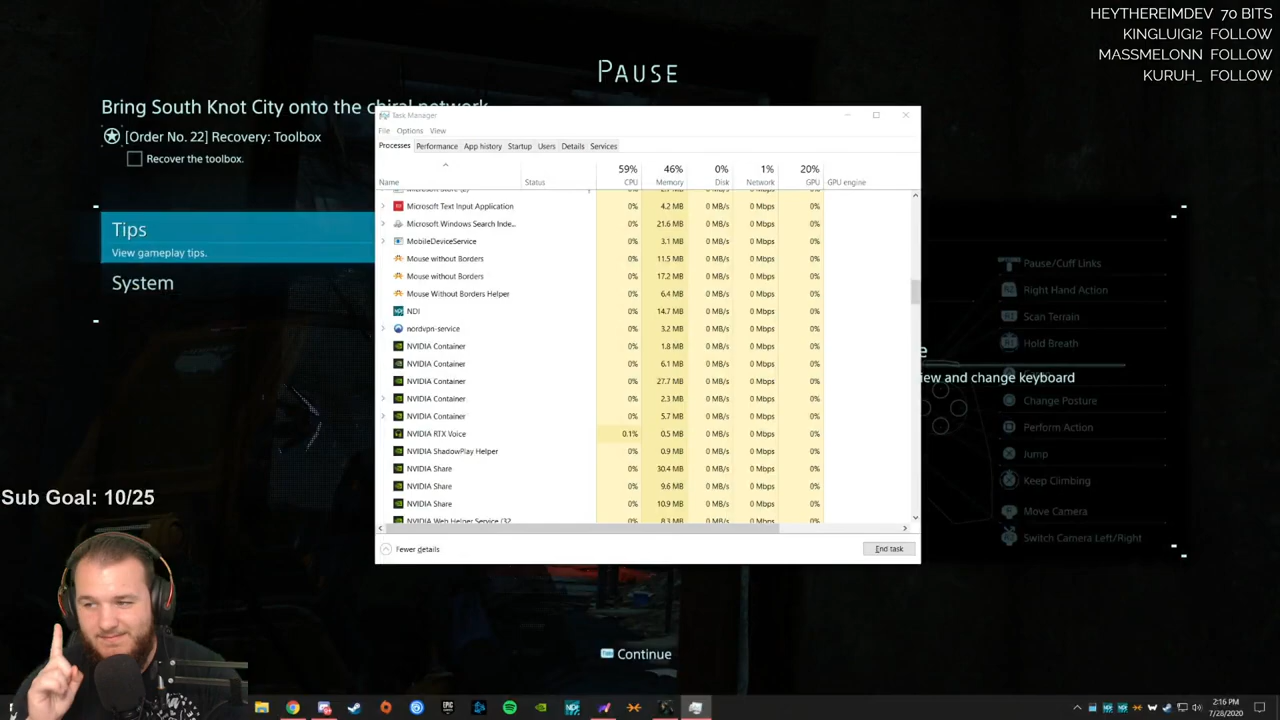 HEYTHEREIMDEV 70 BITS
KINGLUIGI2 FOLLOW
MASSMELONN FOLLOW
KURUH_ FOLLOW
PAUSE
Bring South Knot City onto the chiral network
[Order No. 22] Recovery: Toolbox
Recover the toolbox.
Tips
View gameplay tips.
System
Task Manager
File Options View
Processes Performance App history Startup Users Details Services
59% 46% 0% 1% 20%
Name Status CPU Memory Disk Network GPU GPU engine
Microsoft Text Input Application 0% 4.2 MB 0 MB/s 0 Mbps 0%
Microsoft Windows Search Inde... 0% 21.6 MB 0 MB/s 0 Mbps 0%
MobileDeviceService 0% 3.1 MB 0 MB/s 0 Mbps 0%
Mouse without Borders 0% 11.5 MB 0 MB/s 0 Mbps 0%
Mouse without Borders 0% 17.2 MB 0 MB/s 0 Mbps 0%
Mouse Without Borders Helper 0% 6.4 MB 0 MB/s 0 Mbps 0%
NDI 0% 14.7 MB 0 MB/s 0 Mbps 0%
nordvpn-service 0% 3.2 MB 0 MB/s 0 Mbps 0%
NVIDIA Container 0% 1.8 MB 0 MB/s 0 Mbps 0%
NVIDIA Container 0% 6.1 MB 0 MB/s 0 Mbps 0%
NVIDIA Container 0% 27.7 MB 0 MB/s 0 Mbps 0%
NVIDIA Container 0% 2.3 MB 0 MB/s 0 Mbps 0%
NVIDIA Container 0% 5.7 MB 0 MB/s 0 Mbps 0%
NVIDIA RTX Voice 0.1% 0.5 MB 0 MB/s 0 Mbps 0%
NVIDIA ShadowPlay Helper 0% 0.9 MB 0 MB/s 0 Mbps 0%
NVIDIA Share 0% 30.4 MB 0 MB/s 0 Mbps 0%
NVIDIA Share 0% 9.6 MB 0 MB/s 0 Mbps 0%
NVIDIA Share 0% 10.9 MB 0 MB/s 0 Mbps 0%
NVIDIA Web Helper Service (32 0% 8.3 MB 0 MB/s 0 Mbps 0%
Fewer details End task
Pause/Cuff Links
Right Hand Action
Scan Terrain
Hold Breath
view and change keyboard
Change Posture
Perform Action
Jump
Keep Climbing
Move Camera
Switch Camera Left/Right
Sub Goal: 10/25
Continue
2:16 PM
7/28/2020